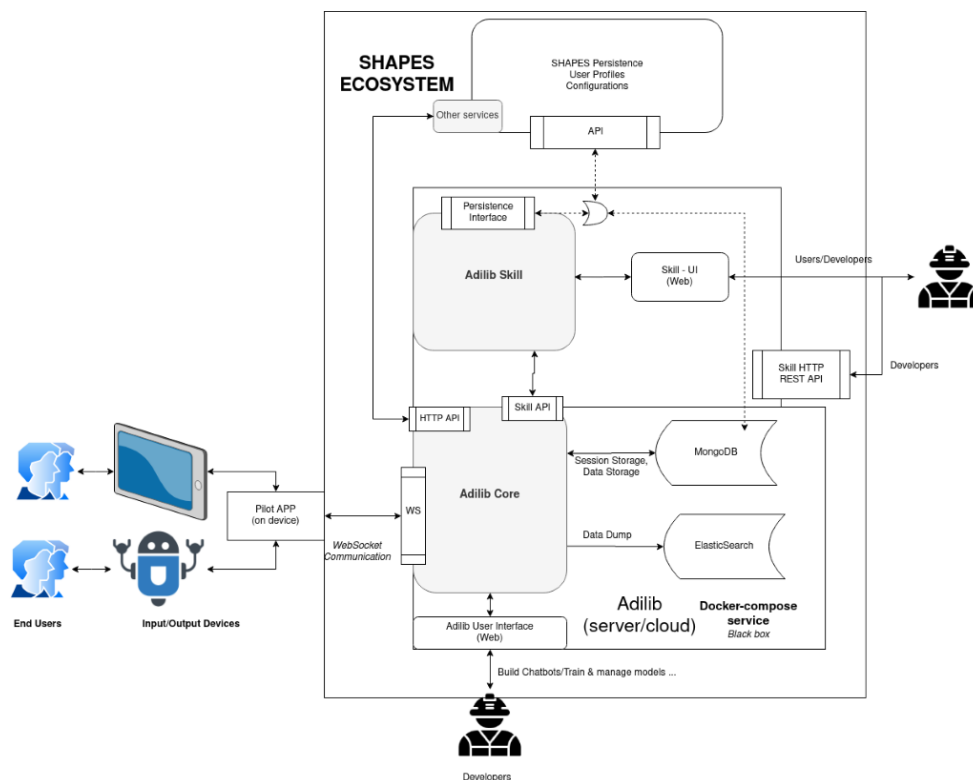 SHAPES
ECOSYSTEM
SHAPES Persistence
User Profiles
Configurations
Other services
API
Persistence
Interface
Adilib Skill
Skill - UI
(Web)
Users/Developers
Skill HTTP
REST API
Developers
HTTP API
Skill API
MongoDB
Session Storage,
Data Storage
Adilib Core
WS
Pilot APP
(on device)
WebSocket
Communication
Data Dump
ElasticSearch
End Users
Input/Output Devices
Adilib
(server/cloud)
Docker-compose
service
Black box
Adilib User Interface
(Web)
Build Chatbots/Train & manage models ...
Developers